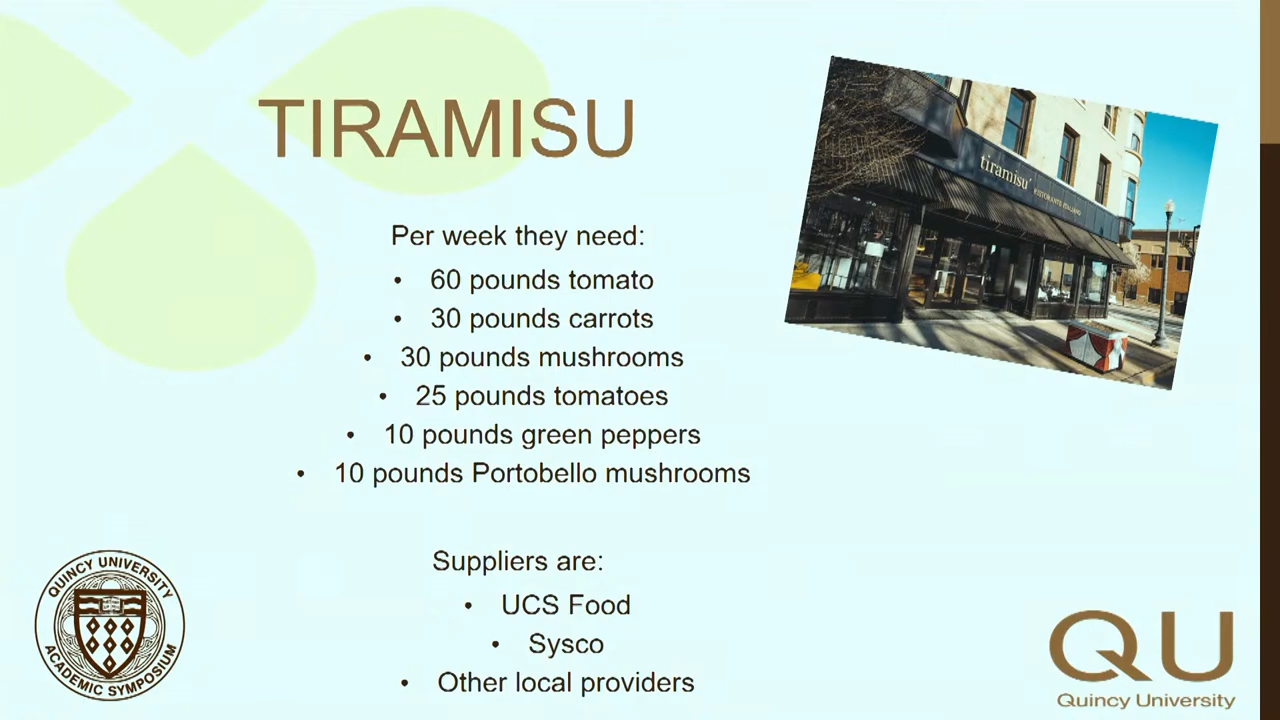 TIRAMISU
tiramisu'
RISTORANTE ITALIANO
Per week they need:
• 60 pounds tomato
• 30 pounds carrots
• 30 pounds mushrooms
• 25 pounds tomatoes
• 10 pounds green peppers
• 10 pounds Portobello mushrooms
Suppliers are:
• UCS Food
• Sysco
• Other local providers
QUINCY UNIVERSITY
ACADEMIC SYMPOSIUM
QU
Quincy University